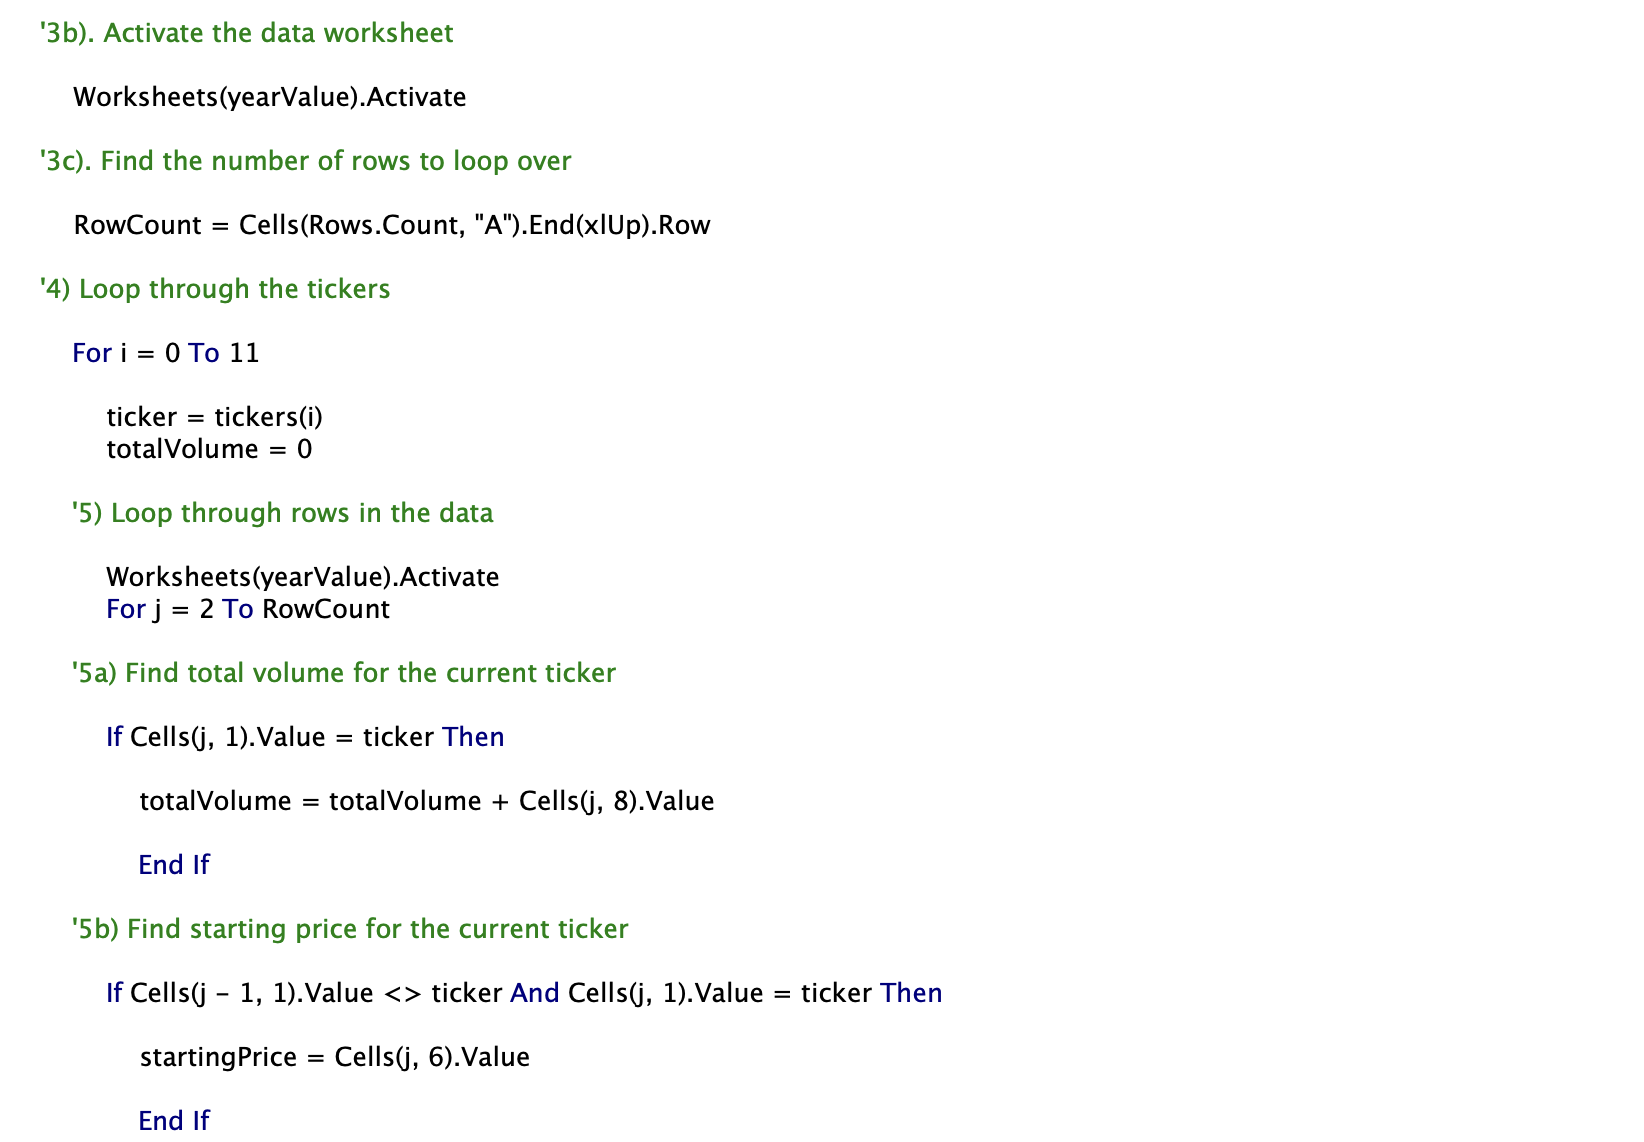 '3b). Activate the data worksheet
Worksheets(yearValue).Activate
'3c). Find the number of rows to loop over
RowCount = Cells(Rows.Count, "A").End(xlUp).Row
'4) Loop through the tickers
For i = 0 To 11
ticker = tickers(i)
totalVolume = 0
'5) Loop through rows in the data
Worksheets(yearValue).Activate
For j = 2 To RowCount
'5a) Find total volume for the current ticker
If Cells(j, 1).Value = ticker Then
totalVolume = totalVolume + Cells(j, 8).Value
End If
'5b) Find starting price for the current ticker
If Cells(j - 1, 1).Value <> ticker And Cells(j, 1).Value = ticker Then
startingPrice = Cells(j, 6).Value
End If